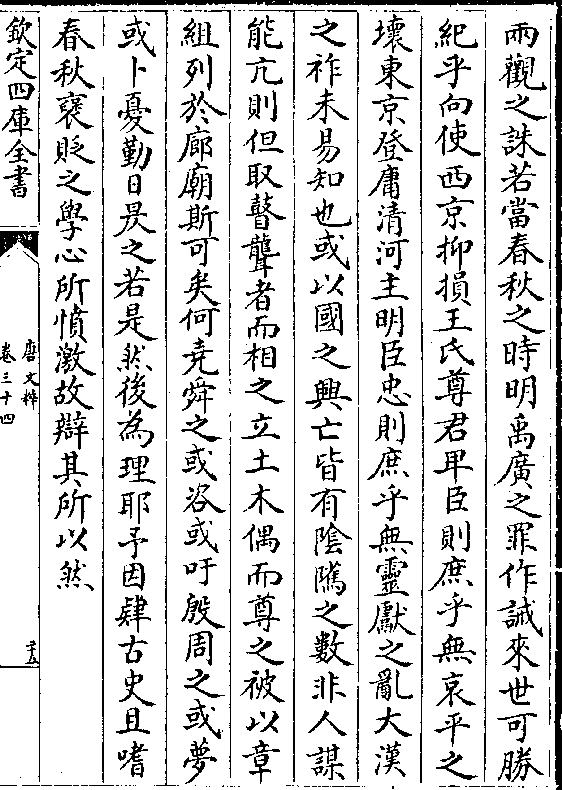 兩觀之誅若當春秋之時明禹廣之罪作誡來世可勝
紀乎向使西京抑損王氏尊君卑臣則庶乎無哀平之
壞東京登庸清河主明臣忠則庶乎無靈獻之亂大漢
之祚未易知也或以國之興亡皆有陰隲之數非人謀
能亢則但取瞽聾者而相之立土木偶而尊之被以章
組列於廊廟斯可矣何堯舜之或咨或吁殷周之或夢
或卜憂勤日昃之若是然後為理耶予因肄古史且嗜
春秋襃貶之學心所憤激故辯其所以然
欽定四庫全書
唐文粹
卷三十四
二十五